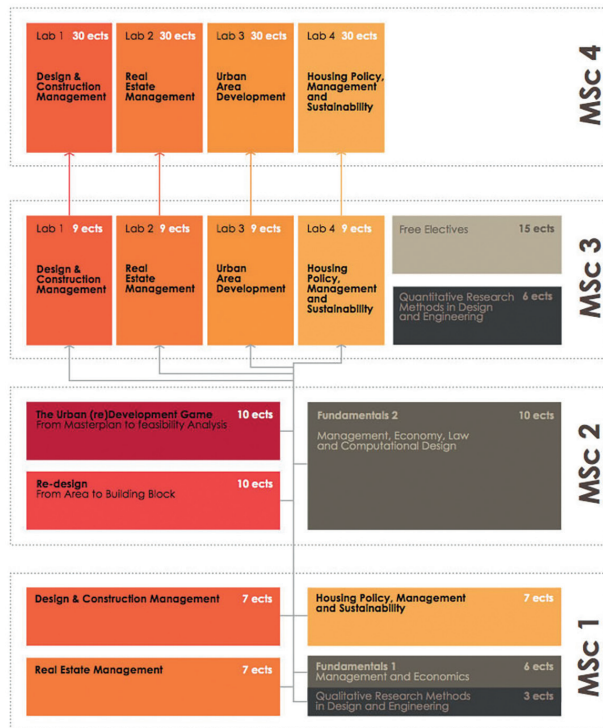 Lab 1 30 ects
Design &
Construction
Management
Lab 2 30 ects
Real
Estate
Management
Lab 3 30 ects
Urban
Area
Development
Lab 4 30 ects
Housing Policy,
Management
and
Sustainability
MSc 4
Lab 1 9 ects
Design &
Construction
Management
Lab 2 9 ects
Real
Estate
Management
Lab 3 9 ects
Urban
Area
Development
Lab 4 9 ects
Housing
Policy,
Management
and
Sustainability
Free Electives 15 ects
Quantitative Research 6 ects
Methods in Design
and Engineering
MSc 3
The Urban (re)Development Game 10 ects
From Masterplan to feasibility Analysis
Re-design 10 ects
From Area to Building Block
Fundamentals 2 10 ects
Management, Economy, Law
and Computational Design
MSc 2
Design & Construction Management 7 ects
Housing Policy, Management 7 ects
and Sustainability
Real Estate Management 7 ects
Fundamentals 1 6 ects
Management and Economics
Qualitative Research Methods 3 ects
in Design and Engineering
MSc 1